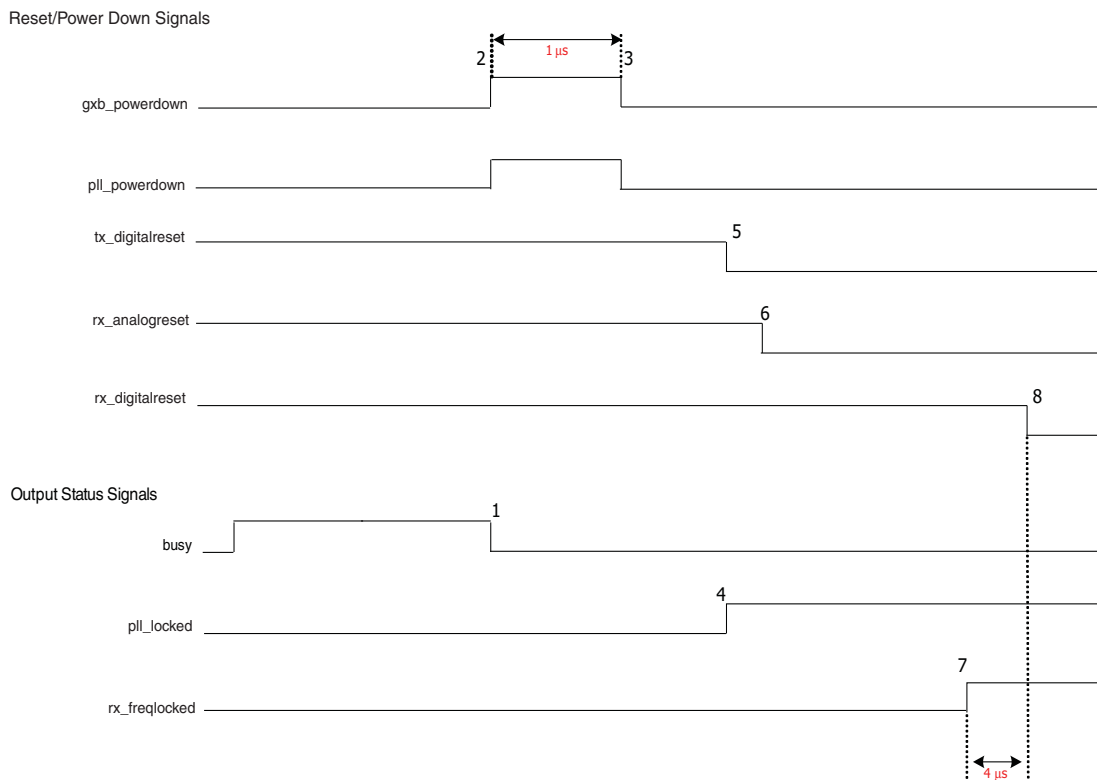 Reset/Power Down Signals
2
1 μs
3
gxb_powerdown
pll_powerdown
tx_digitalreset
5
rx_analogreset
6
rx_digitalreset
8
Output Status Signals
1
busy
4
pll_locked
7
rx_freqlocked
4 μs